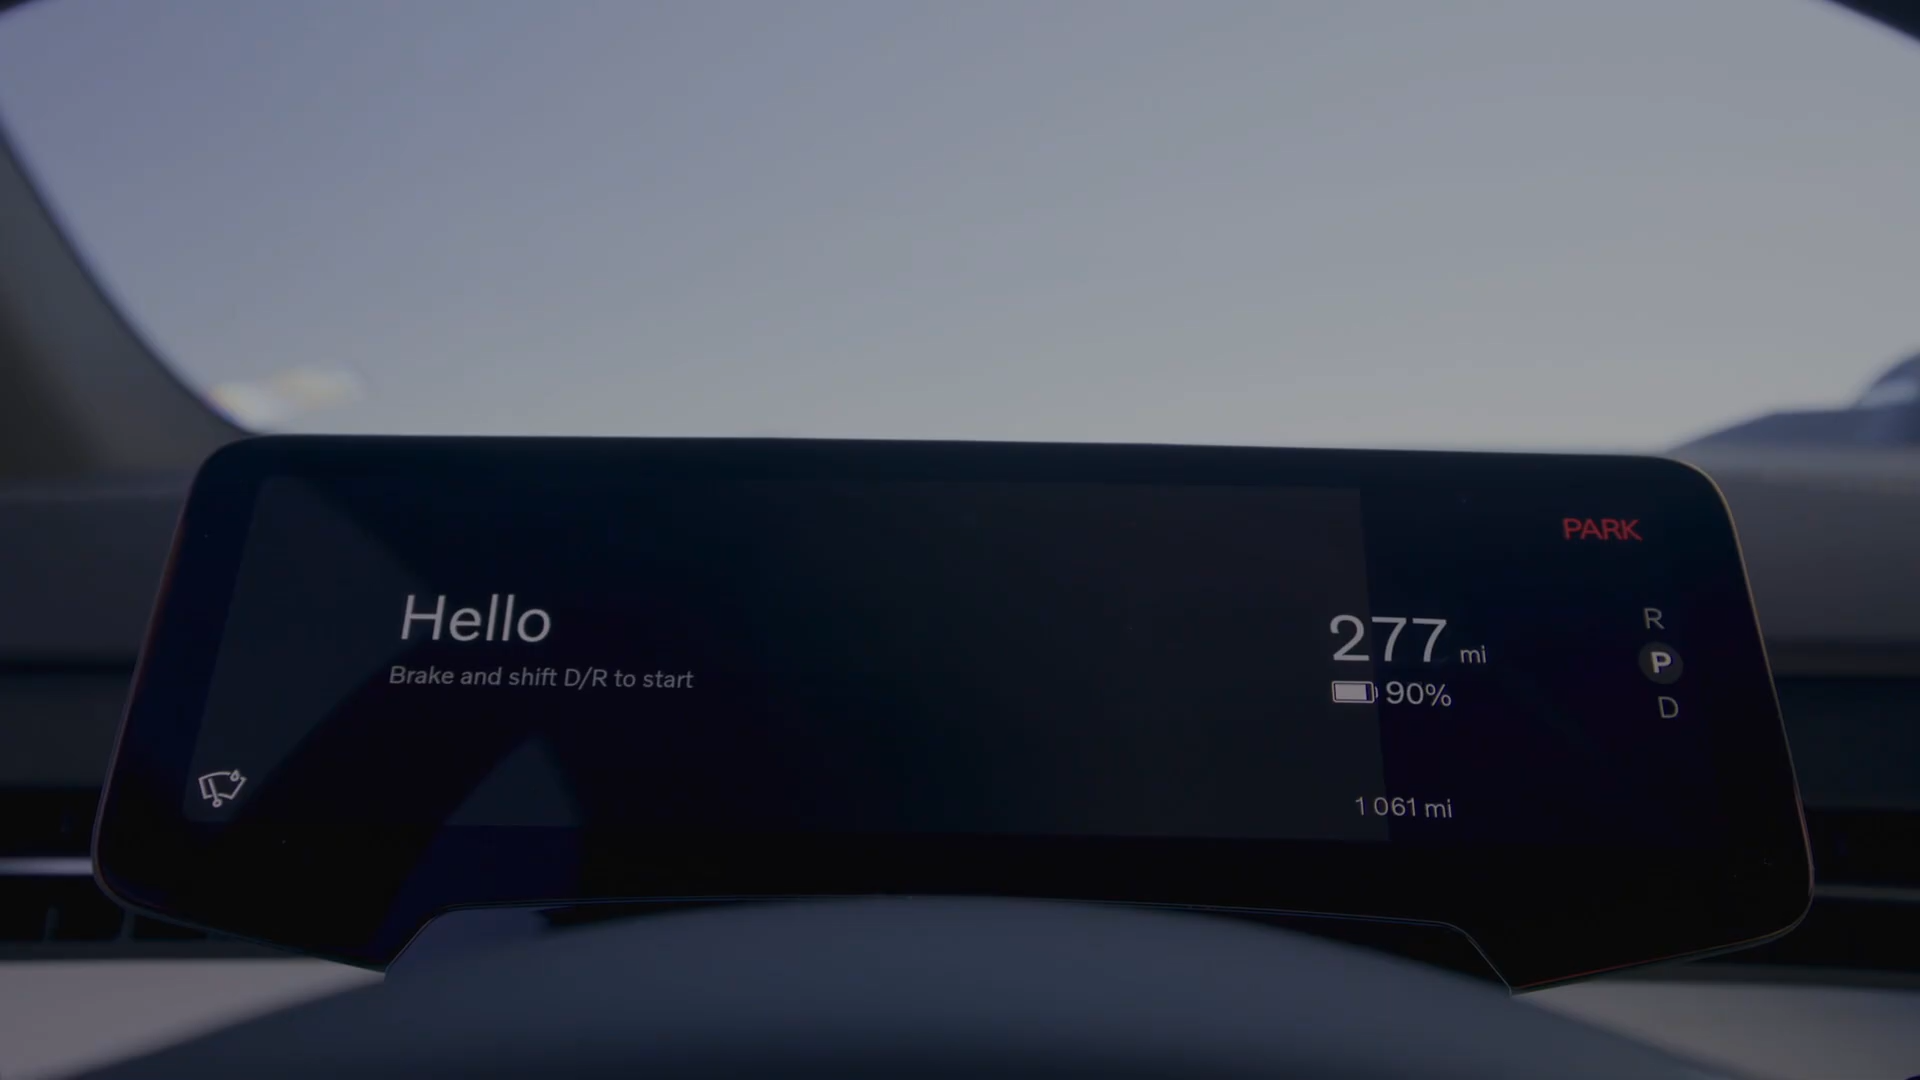 PARK
Hello
Brake and shift D/R to start
277 mi
90%
1 061 mi
R
P
D